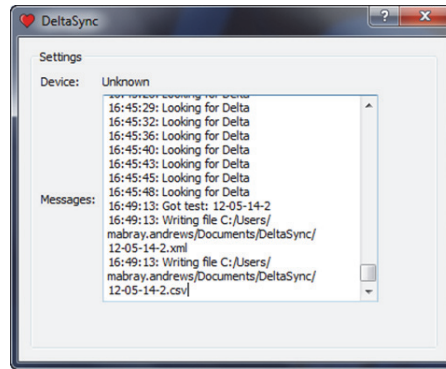 DeltaSync
Settings
Device: Unknown
Messages:
16:45:29: Looking for Delta
16:45:32: Looking for Delta
16:45:36: Looking for Delta
16:45:40: Looking for Delta
16:45:43: Looking for Delta
16:45:45: Looking for Delta
16:45:48: Looking for Delta
16:49:13: Got test: 12-05-14-2
16:49:13: Writing file C:/Users/
mabray.andrews/Documents/DeltaSync/
12-05-14-2.xml
16:49:13: Writing file C:/Users/
mabray.andrews/Documents/DeltaSync/
12-05-14-2.csv